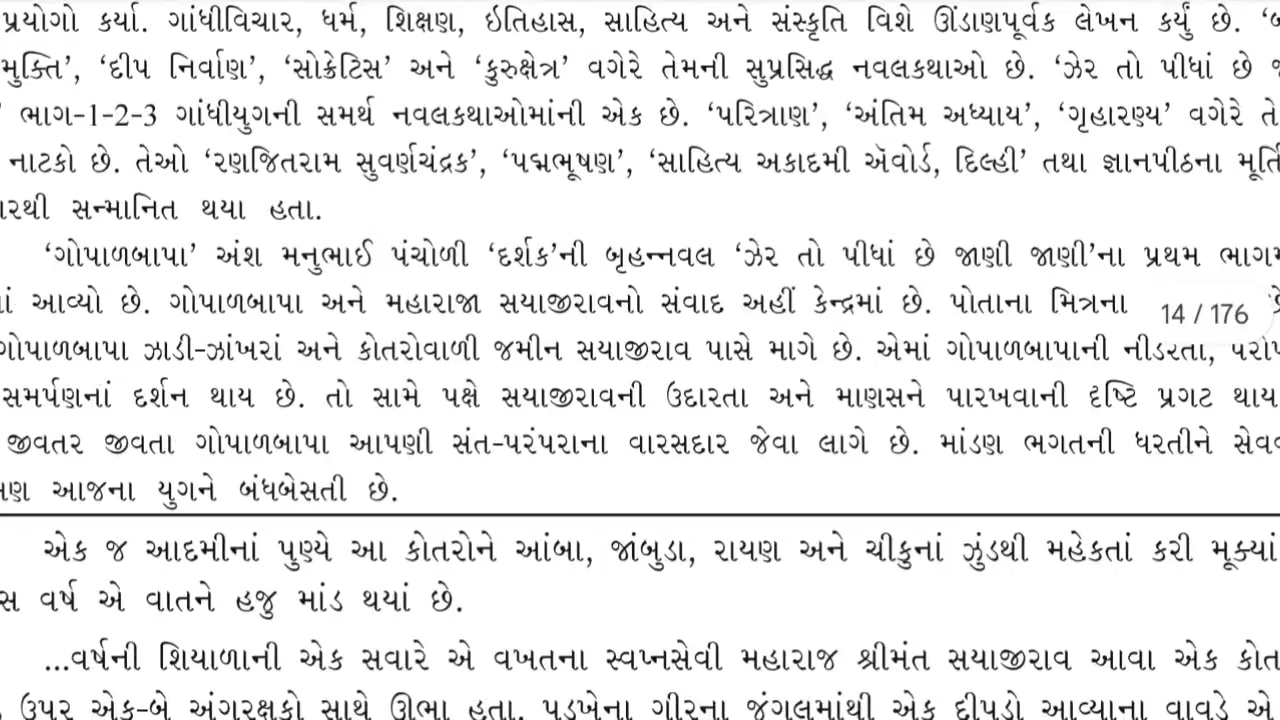 પ્રયોગો કર્યા. ગાંધીવિચાર, ધર્મ, શિક્ષણ, ઇતિહાસ, સાહિત્ય અને સંસ્કૃતિ વિશે ઊંડાણપૂર્વક લેખન કર્યું છે.
મુક્તિ’, ‘દીપ નિર્વાણ’, ‘સોક્રેટિસ’ અને ‘કુરુક્ષેત્ર’ વગેરે તેમની સુપ્રસિદ્ધ નવલકથાઓ છે. ‘ઝેર તો પીધાં છે
ભાગ-1-2-3 ગાંધીયુગની સમર્થ નવલકથાઓમાંની એક છે. ‘પરિત્રાણ’, ‘અંતિમ અધ્યાય’, ‘ગૃહારણ્ય’ વગેરે
નાટકો છે. તેઓ ‘રણજિતરામ સુવર્ણચંદ્રક’, ‘પદ્મભૂષણ’, ‘સાહિત્ય અકાદમી ઍવોર્ડ, દિલ્હી’ તથા જ્ઞાનપીઠના
સન્માનિત થયા હતા.
‘ગોપાળબાપા’ અંશ મનુભાઈ પંચોળી ‘દર્શક’ની બૃહન્નવલ ‘ઝેર તો પીધાં છે જાણી જાણી’ના પ્રથમ
આવ્યો છે. ગોપાળબાપા અને મહારાજા સયાજીરાવનો સંવાદ અહીં કેન્દ્રમાં છે. પોતાના મિત્રના
14 / 176
ગોપાળબાપા ઝાડી-ઝાંખરાં અને કોતરોવાળી જમીન સયાજીરાવ પાસે માગે છે. એમાં ગોપાળબાપાની નીડરતા,
સમર્પણનાં દર્શન થાય છે. તો સામે પક્ષે સયાજીરાવની ઉદારતા અને માણસને પારખવાની દૃષ્ટિ પ્રગટ થાય
જીવતર જીવતા ગોપાળબાપા આપણી સંત-પરંપરાના વારસદાર જેવા લાગે છે. માંડણ ભગતની ધરતીને
આજના યુગને બંધબેસતી છે.
એક જ આદમીનાં પુણ્યે આ કોતરોને આંબા, જાંબુડા, રાયણ અને ચીકુનાં ઝુંડથી મહેકતાં કરી મૂક્યાં
વર્ષ એ વાતને હજુ માંડ થયાં છે.
...વર્ષની શિયાળાની એક સવારે એ વખતના સ્વપ્નસેવી મહારાજ શ્રીમંત સયાજીરાવ આવા એક
ઉપર એક-બે અંગરક્ષકો સાથે ઊભા હતા. પડખેના ગીરના જંગલમાંથી એક દીપડો આવ્યાના વાવડે એ